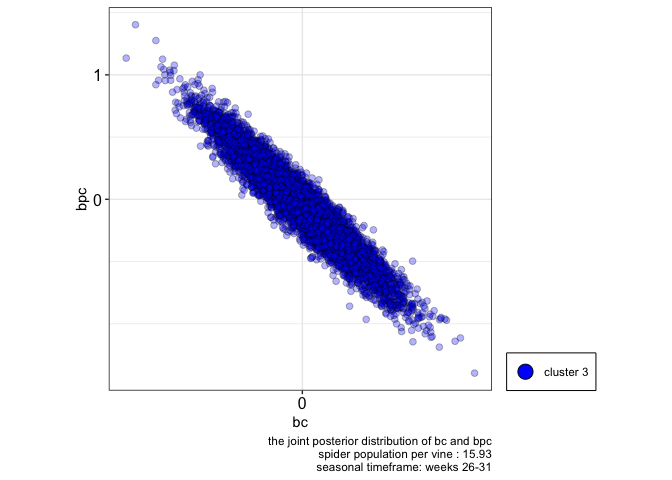 1
bpc
0
0
bc
cluster 3
the joint posterior distribution of bc and bpc
spider population per vine : 15.93
seasonal timeframe: weeks 26-31